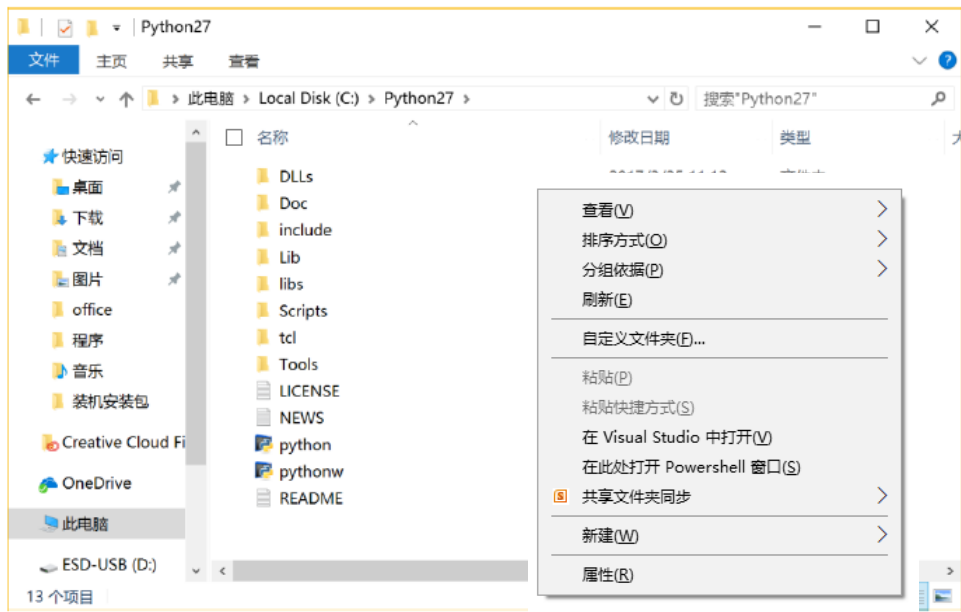 Python27
文件 主页 共享 查看
此电脑 > Local Disk (C:) > Python27 >
搜索"Python27"
名称 修改日期 类型
快速访问
桌面
下载
文档
图片
office
程序
音乐
装机安装包
Creative Cloud Fi
OneDrive
此电脑
ESD-USB (D:)
DLLs
Doc
include
Lib
libs
Scripts
tcl
Tools
LICENSE
NEWS
python
pythonw
README
查看(V)
排序方式(O)
分组依据(P)
刷新(E)
自定义文件夹(F)...
粘贴(P)
粘贴快捷方式(S)
在 Visual Studio 中打开(V)
在此处打开 Powershell 窗口(S)
共享文件夹同步
新建(W)
属性(R)
13 个项目